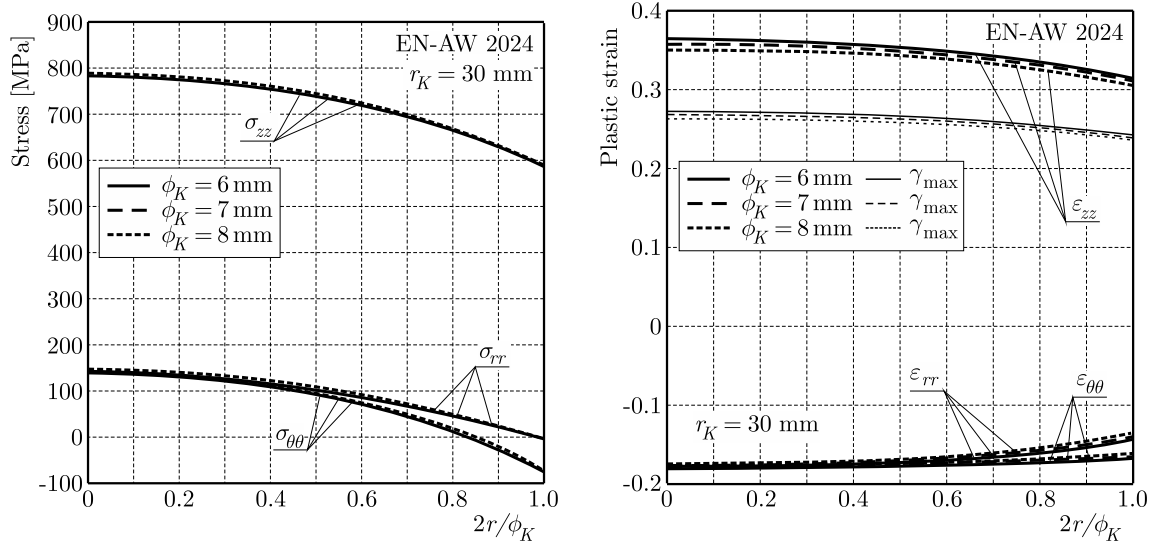 Stress [MPa]
900
800
700
600
900
800
900
200
100
0
-100
EN-AW 2024
r_K = 30 mm
σ_zz
ϕ_K = 6 mm
ϕ_K = 7 mm
ϕ_K = 8 mm
σ_rr
σ_θθ
0 0.2 0.4 0.6 0.8 1.0
2r/ϕ_K
Plastic strain
0.4
0.3
0.2
0.1
0
-0.1
-0.2
EN-AW 2024
ϕ_K = 6 mm γ_max
ϕ_K = 7 mm γ_max
ϕ_K = 8 mm γ_max
ε_zz
ε_rr
ε_θθ
r_K = 30 mm
0 0.2 0.4 0.6 0.8 1.0
2r/ϕ_K